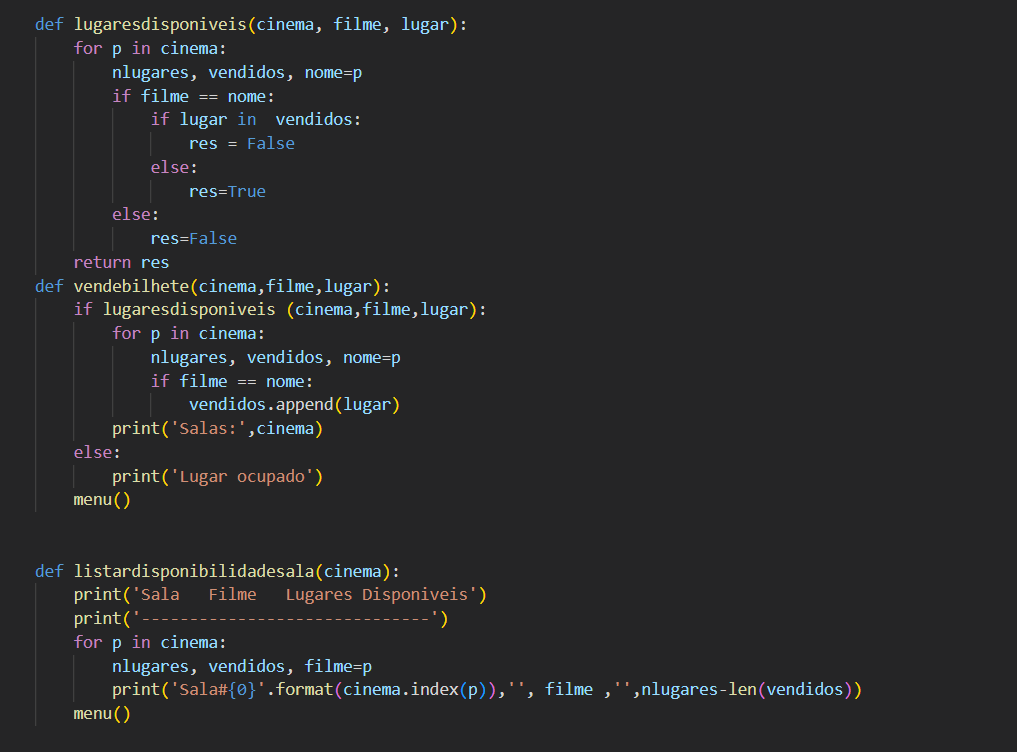 def lugaresdisponiveis(cinema, filme, lugar):
    for p in cinema:
        nlugares, vendidos, nome=p
        if filme == nome:
            if lugar in  vendidos:
                res = False
            else:
                res=True
        else:
            res=False
    return res
def vendebilhete(cinema,filme,lugar):
    if lugaresdisponiveis (cinema,filme,lugar):
        for p in cinema:
            nlugares, vendidos, nome=p
            if filme == nome:
                vendidos.append(lugar)
        print('Salas:',cinema)
    else:
        print('Lugar ocupado')
    menu()
def listardisponibilidadesala(cinema):
    print('Sala   Filme   Lugares Disponiveis')
    print('------------------------------')
    for p in cinema:
        nlugares, vendidos, filme=p
        print('Sala#{0}'.format(cinema.index(p)),'', filme ,'',nlugares-len(vendidos))
    menu()